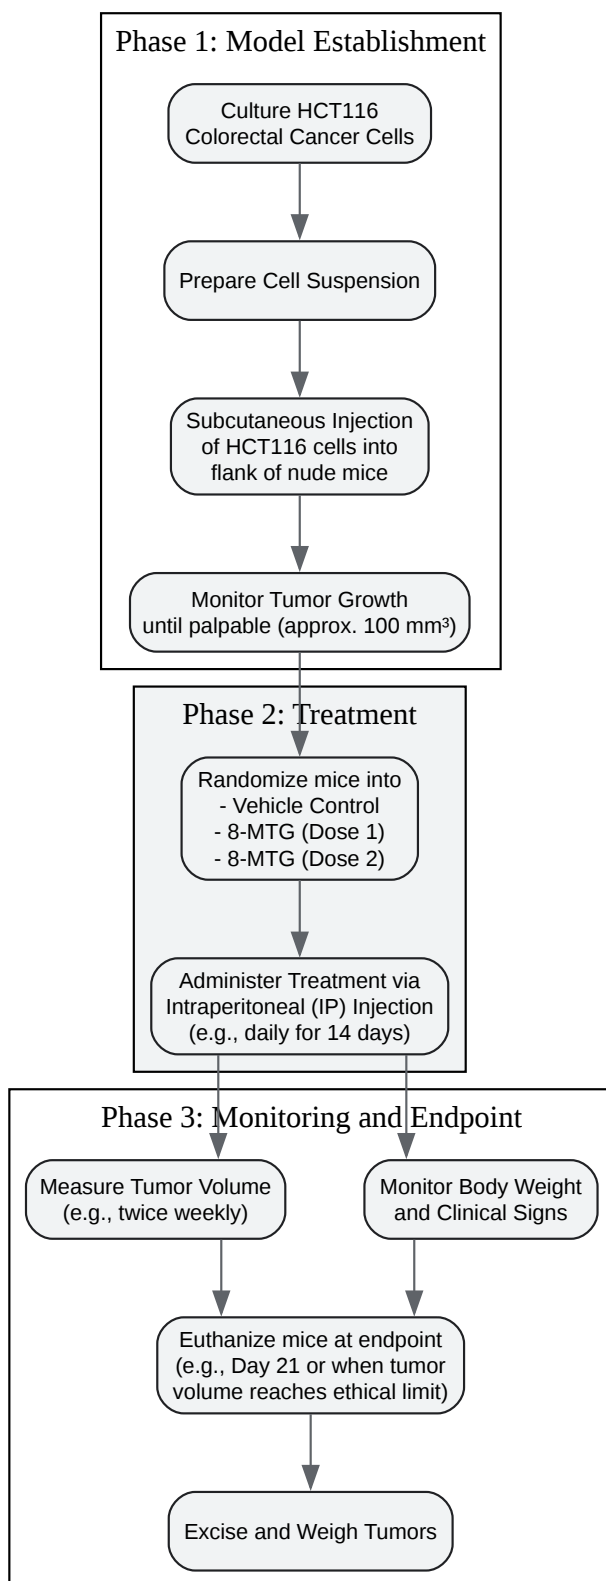 Phase 1: Model Establishment
Culture HCT116
Colorectal Cancer Cells
Prepare Cell Suspension
Subcutaneous Injection
of HCT116 cells into
flank of nude mice
Monitor Tumor Growth
until palpable (approx. 100 mm³)
Phase 2: Treatment
Randomize mice into
- Vehicle Control
- 8-MTG (Dose 1)
- 8-MTG (Dose 2)
Administer Treatment via
Intraperitoneal (IP) Injection
(e.g., daily for 14 days)
Phase 3: Monitoring and Endpoint
Measure Tumor Volume
(e.g., twice weekly)
Monitor Body Weight
and Clinical Signs
Euthanize mice at endpoint
(e.g., Day 21 or when tumor
volume reaches ethical limit)
Excise and Weigh Tumors